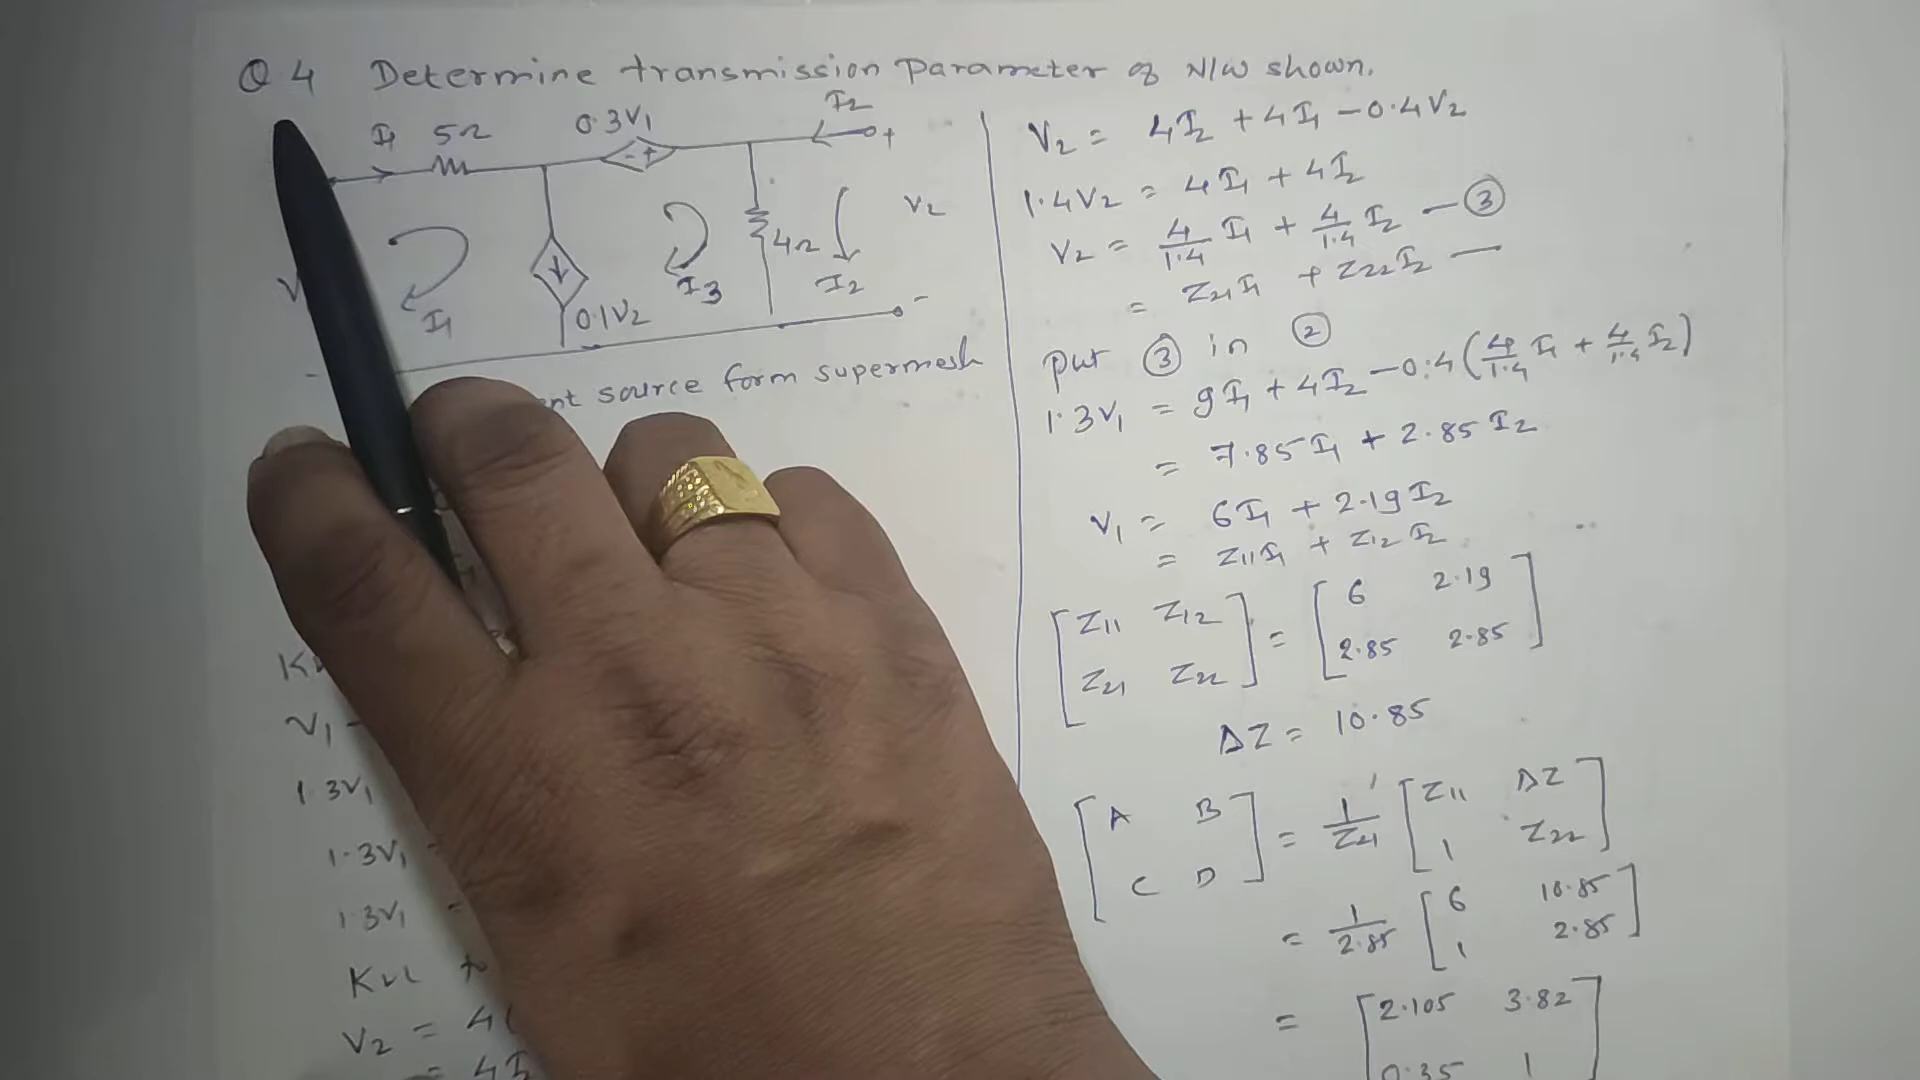 Q4 Determine transmission Parameter of N/W shown.
I1 5Ω 0.3V1 I2
- + +
V2
4Ω
I1 I3 I2
0.1V2
-
source form supermesh
V1
1.3V1
1.3V1
1.3V1
KVL to
V2 = 4(
= 4I
V2 = 4I2 + 4I1 - 0.4V2
1.4V2 = 4I1 + 4I2
V2 = 4/1.4 I1 + 4/1.4 I2 — ③
= Z21I1 + Z22I2 —
put ③ in ②
1.3V1 = 9I1 + 4I2 - 0.4(4/1.4 I1 + 4/1.4 I2)
= 7.85I1 + 2.85I2
V1 = 6I1 + 2.19I2
= Z11I1 + Z12I2
[Z11 Z12] = [6 2.19]
[Z21 Z22] [2.85 2.85]
ΔZ = 10.85
[A B] = 1/Z21 [Z11 ΔZ]
[C D] [1 Z22]
= 1/2.85 [6 10.85]
[1 2.85]
= [2.105 3.82]
0.35 1